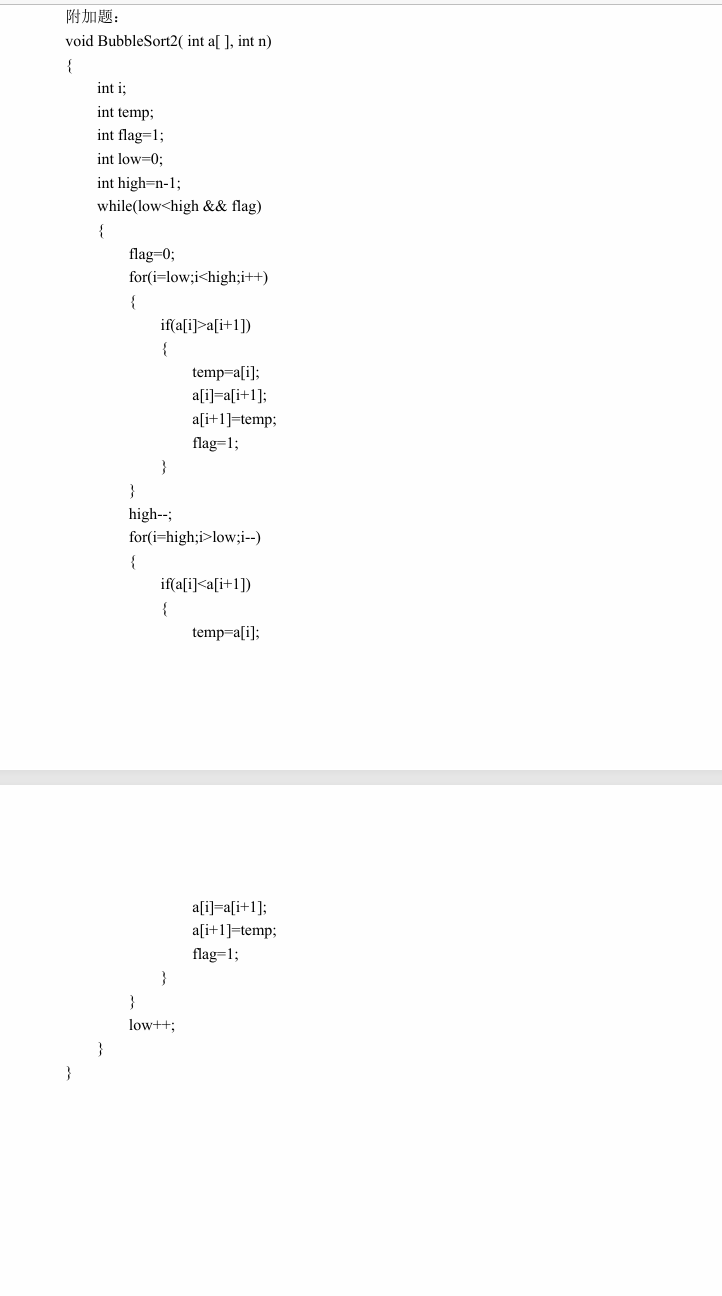 附加题：
void BubbleSort2( int a[ ], int n)
{
int i;
int temp;
int flag=1;
int low=0;
int high=n-1;
while(low<high && flag)
{
flag=0;
for(i=low;i<high;i++)
{
if(a[i]>a[i+1])
{
temp=a[i];
a[i]=a[i+1];
a[i+1]=temp;
flag=1;
}
}
high--;
for(i=high;i>low;i--)
{
if(a[i]<a[i+1])
{
temp=a[i];
a[i]=a[i+1];
a[i+1]=temp;
flag=1;
}
}
low++;
}
}